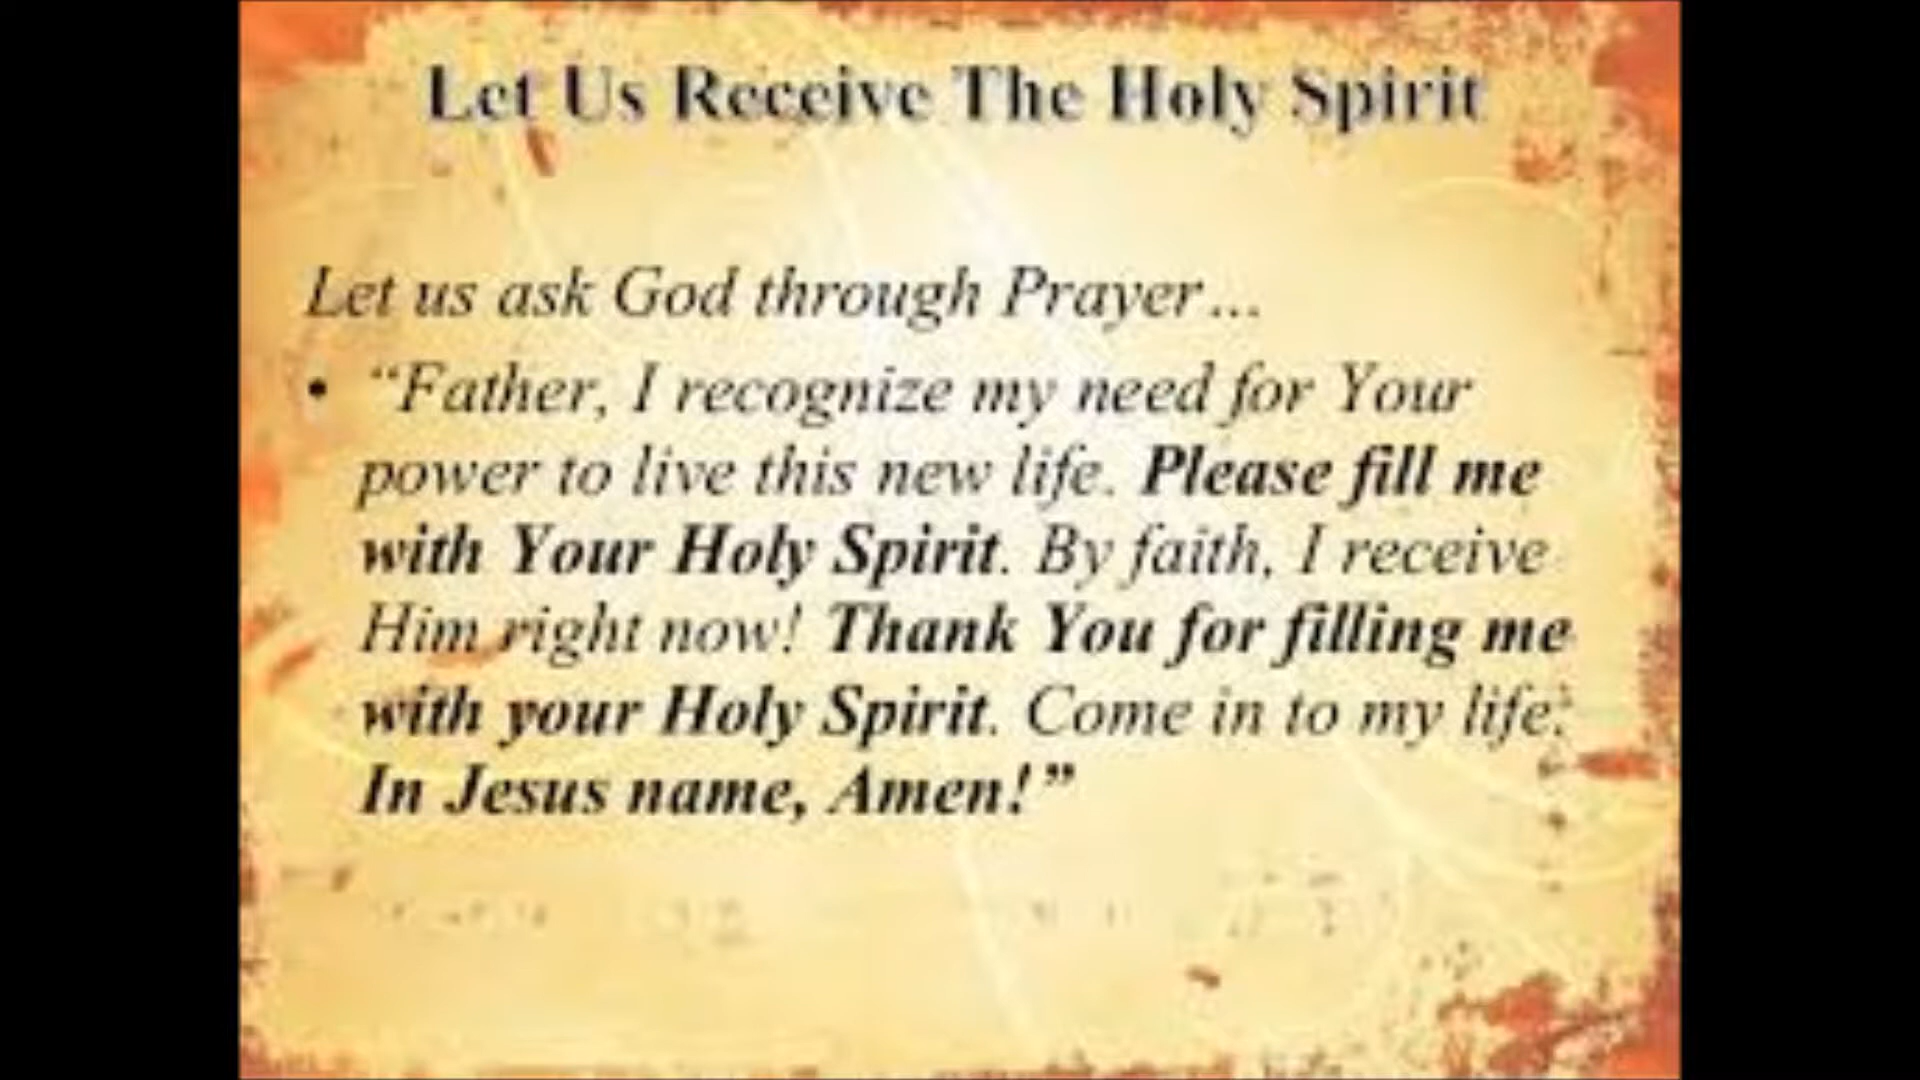 Let Us Receive The Holy Spirit
Let us ask God through Prayer...
• “Father, I recognize my need for Your
power to live this new life. Please fill me
with Your Holy Spirit. By faith, I receive
Him right now! Thank You for filling me
with your Holy Spirit. Come in to my life.
In Jesus name, Amen!”